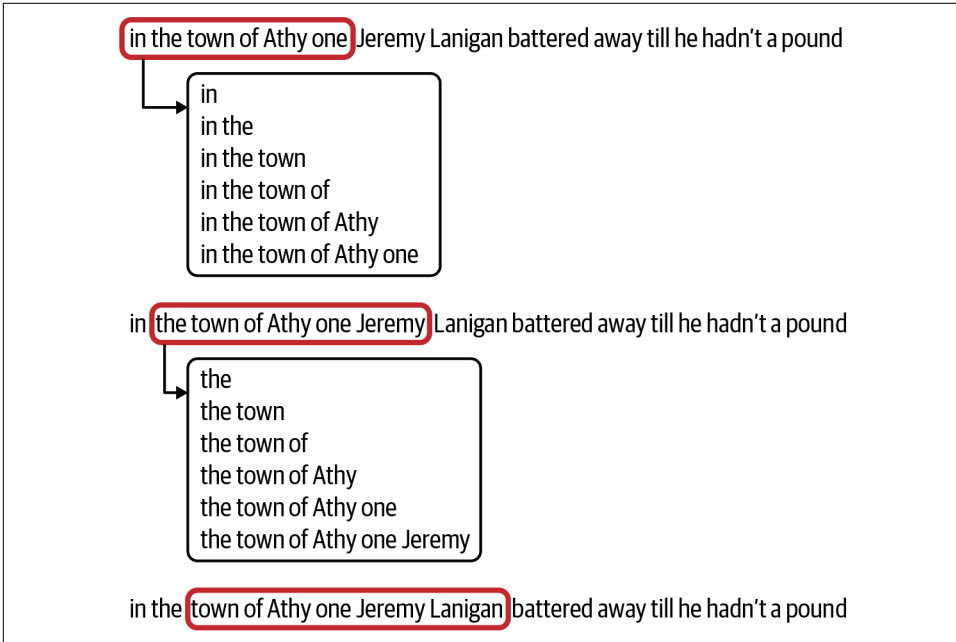 in the town of Athy one Jeremy Lanigan battered away till he hadn't a pound
in
in the
in the town
in the town of
in the town of Athy
in the town of Athy one
in the town of Athy one Jeremy Lanigan battered away till he hadn't a pound
the
the town
the town of
the town of Athy
the town of Athy one
the town of Athy one Jeremy
in the town of Athy one Jeremy Lanigan battered away till he hadn't a pound